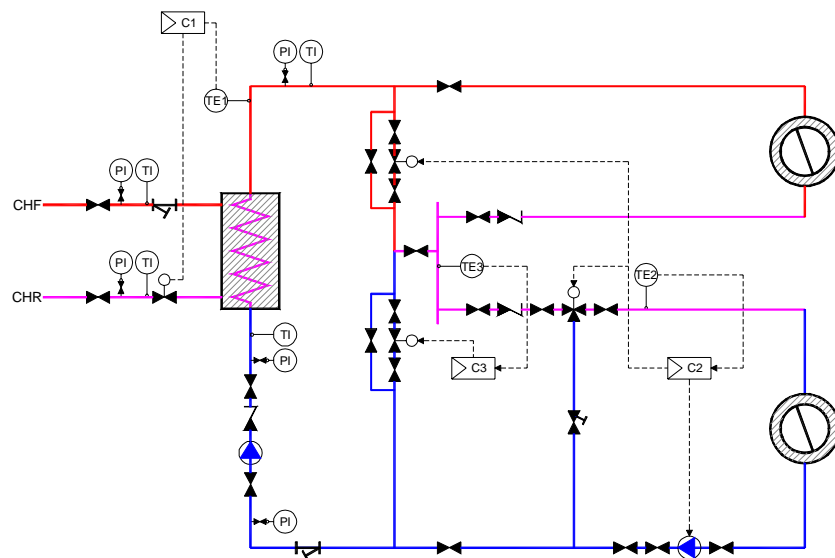 C1
PI TI
TE1
PI TI
CHF
TE3
TE2
PI TI
CHR
TI
PI
C3
C2
PI